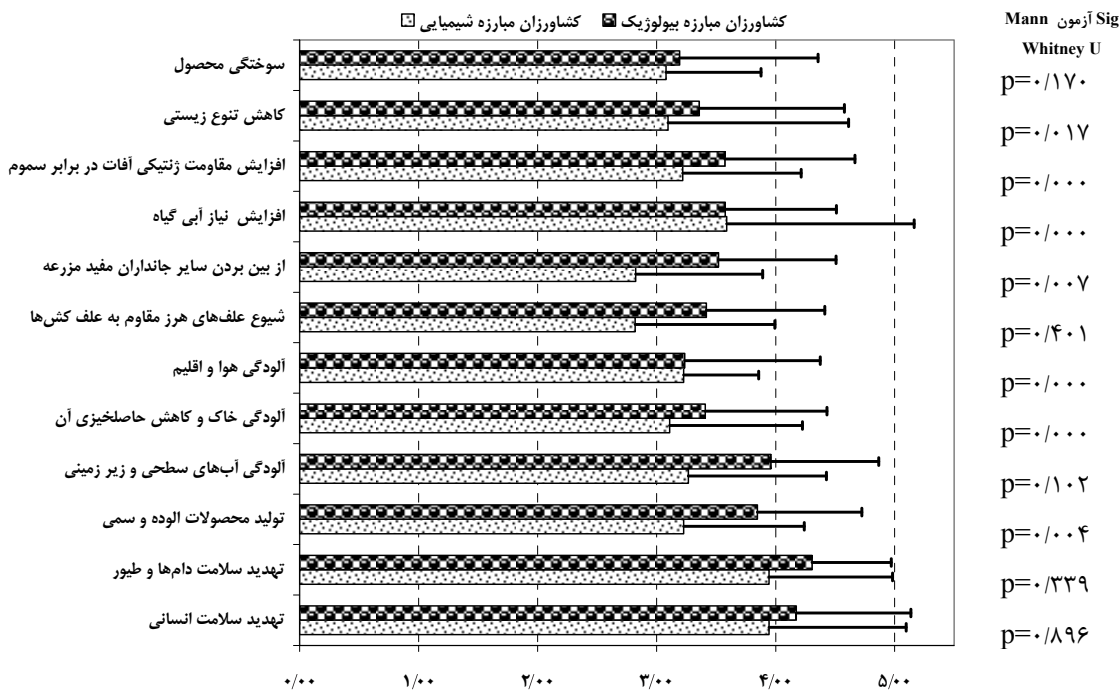 کشاورزان مبارزه بیولوژیک
کشاورزان مبارزه شیمیایی
Sig آزمون Mann
Whitney U
سوختگی محصول
p=۰/۱۷۰
کاهش تنوع زیستی
p=۰/۰۱۷
افزایش مقاومت ژنتیکی آفات در برابر سموم
p=۰/۰۰۰
افزایش نیاز آبی گیاه
p=۰/۰۰۰
از بین بردن سایر جانداران مفید مزرعه
p=۰/۰۰۷
شیوع علف‌های هرز مقاوم به علف کش‌ها
p=۰/۴۰۱
آلودگی هوا و اقلیم
p=۰/۰۰۰
آلودگی خاک و کاهش حاصلخیزی آن
p=۰/۰۰۰
آلودگی آب‌های سطحی و زیر زمینی
p=۰/۱۰۲
تولید محصولات الوده و سمی
p=۰/۰۰۴
تهدید سلامت دام‌ها و طیور
p=۰/۳۳۹
تهدید سلامت انسانی
p=۰/۸۹۶
۰/۰۰ ۱/۰۰ ۲/۰۰ ۳/۰۰ ۴/۰۰ ۵/۰۰